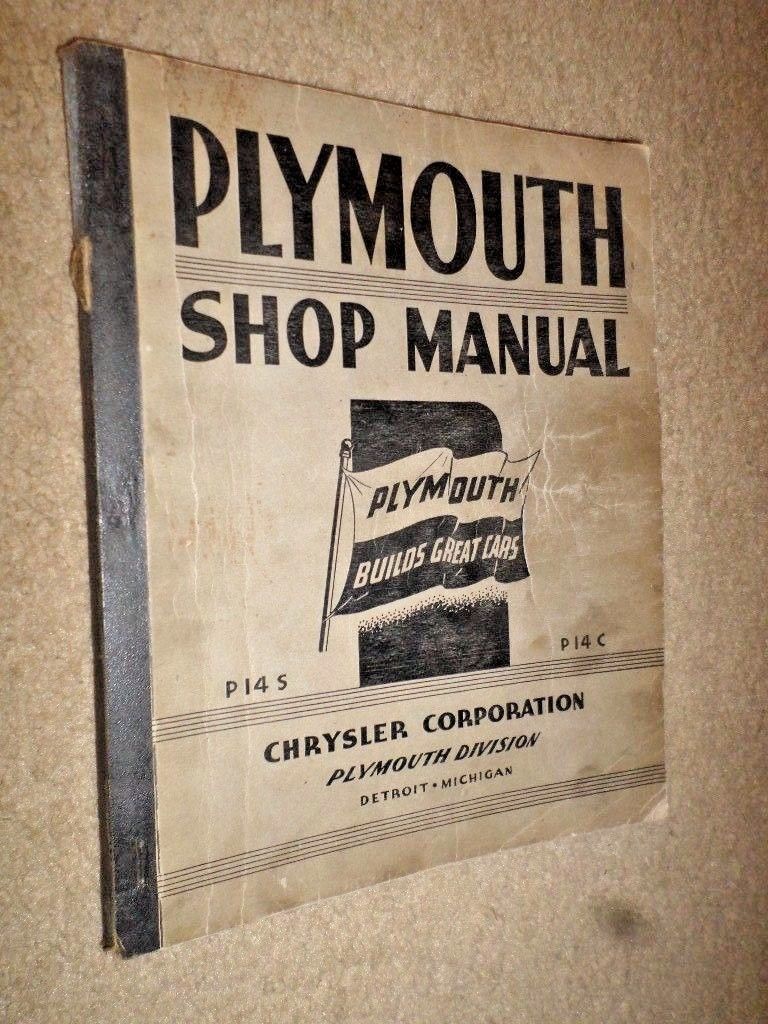 PLYMOUTH
SHOP MANUAL
PLYMOUTH
BUILDS GREAT CARS
P14S
P14C
CHRYSLER CORPORATION
PLYMOUTH DIVISION
DETROIT • MICHIGAN